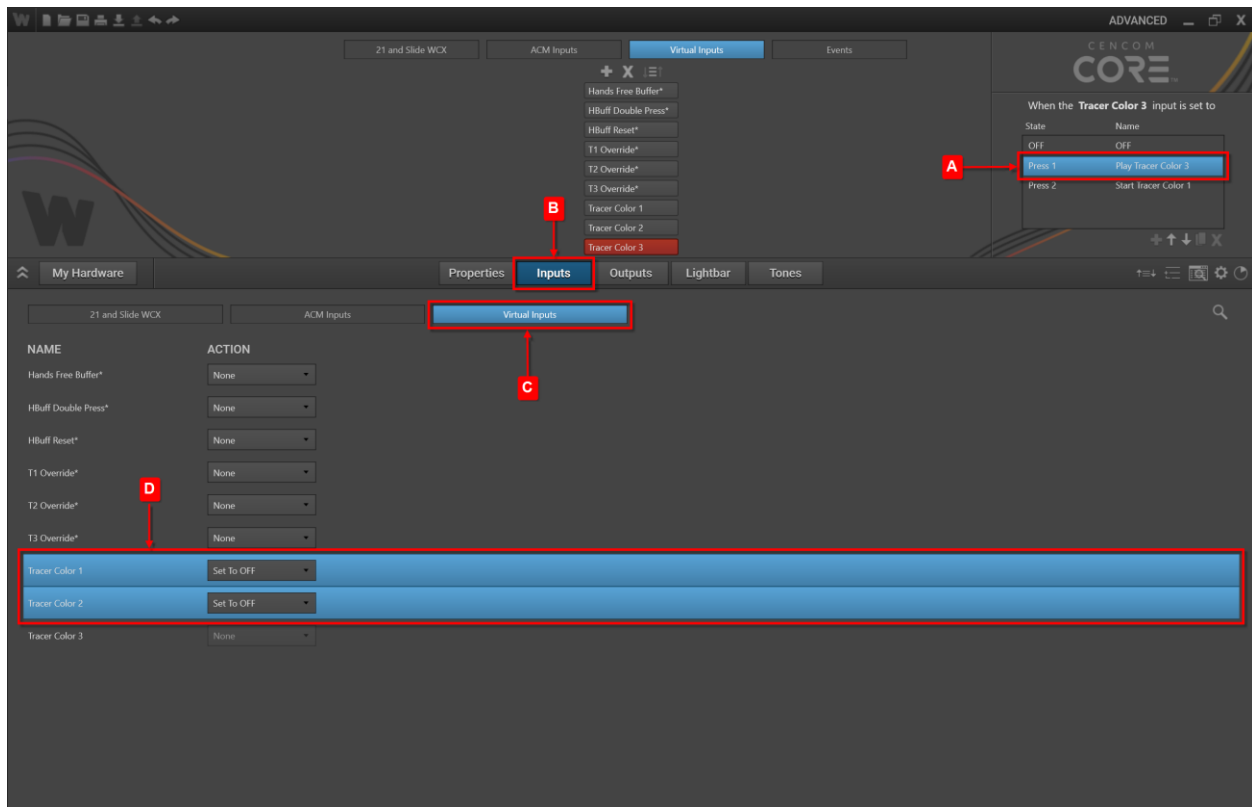 W ADVANCED X
21 and Slide WCX ACM Inputs Virtual Inputs Events
CENCOM
CORE
Hands Free Buffer*
HBuff Double Press*
HBuff Reset*
T1 Override*
T2 Override*
T3 Override*
Tracer Color 1
Tracer Color 2
Tracer Color 3
When the Tracer Color 3 input is set to
State Name
OFF OFF
A Press 1 Play Tracer Color 3
Press 2 Start Tracer Color 1
W
B
My Hardware Properties Inputs Outputs Lightbar Tones
21 and Slide WCX ACM Inputs Virtual Inputs
C
NAME ACTION
Hands Free Buffer* None
HBuff Double Press* None
HBuff Reset* None
T1 Override* None
D
T2 Override* None
T3 Override* None
Tracer Color 1 Set To OFF
Tracer Color 2 Set To OFF
Tracer Color 3 None